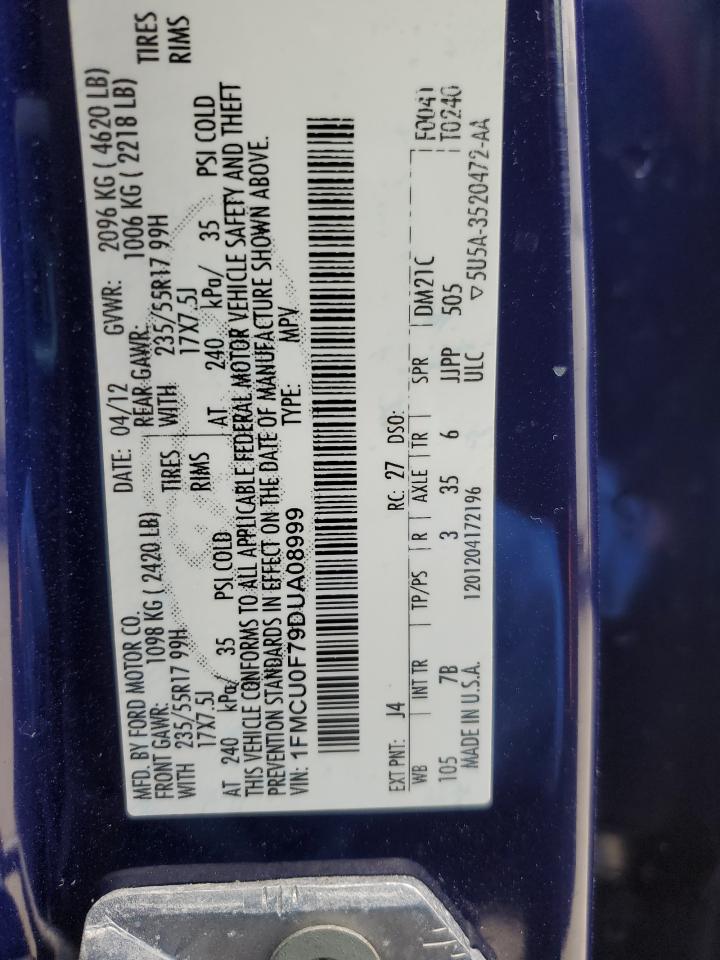 MFD. BY FORD MOTOR CO. DATE: 04/12 GVWR: 2096 KG ( 4620 LB)
FRONT GAWR: 1098 KG ( 2420 LB) REAR GAWR: 1006 KG ( 2218 LB)
WITH 235/55R17 99H TIRES WITH 235/55R17 99H TIRES
17X7.5J RIMS 17X7.5J RIMS
AT 240 kPa/ 35 PSI COLD AT 240 kPa/ 35 PSI COLD
THIS VEHICLE CONFORMS TO ALL APPLICABLE FEDERAL MOTOR VEHICLE SAFETY AND THEFT
PREVENTION STANDARDS IN EFFECT ON THE DATE OF MANUFACTURE SHOWN ABOVE.
VIN: 1FMCU0F79DUA08999 TYPE: MPV
EXT PNT: J4 RC: 27 DSO:
WB INT TR TP/PS R AXLE TR SPR DM21C F0041
105 7B 3 35 6 JJPP 505 T0240
MADE IN U.S.A. 1201204172196 ULC ▽5U5A-3520472-AA